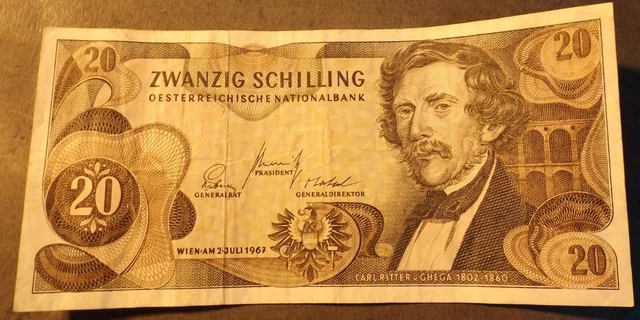 20
20
ZWANZIG SCHILLING
OESTERREICHISCHE NATIONALBANK
PRÄSIDENT
GENERALRAT
GENERALDIREKTOR
20
WIEN·AM 2·JULI 1967
CARL RITTER v·GHEGA·1802-1860
20